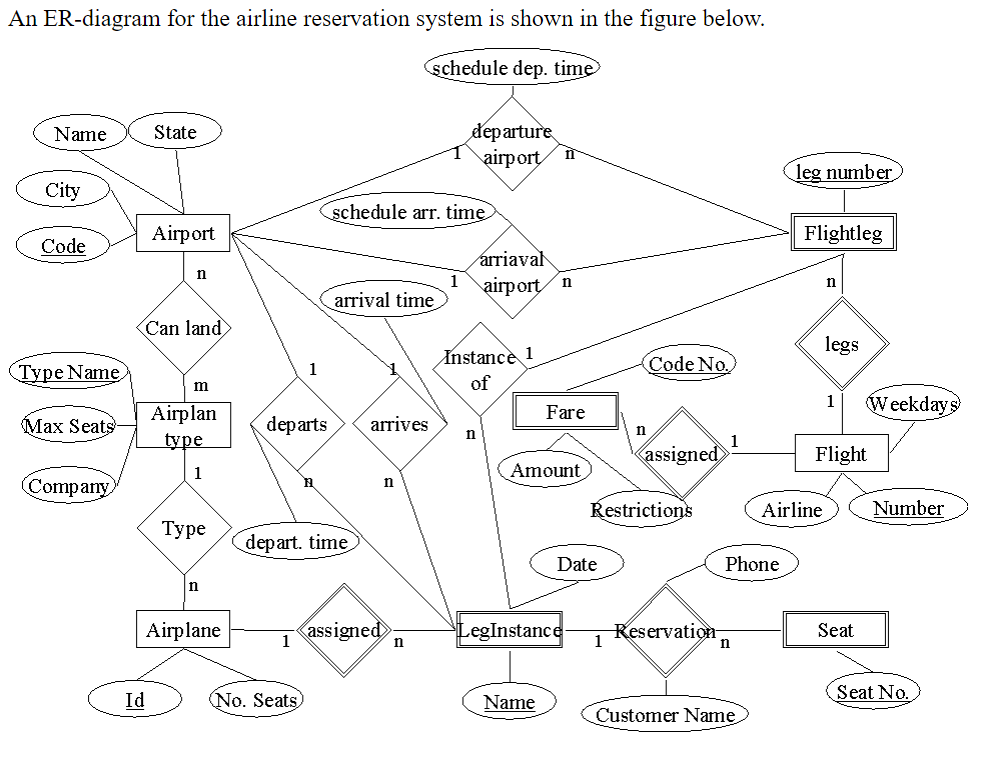 An ER-diagram for the airline reservation system is shown in the figure below.
schedule dep. time
departure
airport
1
n
Name
State
leg number
City
schedule arr. time
Airport
Flightleg
Code
arriaval
airport
1
n
n
n
arrival time
Can land
legs
Instance
of
1
Type Name
1
1
Code No.
m
1
Weekdays
Airplan
type
Fare
Max Seats
departs
arrives
n
n
1
assigned
Flight
1
Amount
Company
n
n
Restrictions
Airline
Number
Type
depart. time
Date
Phone
n
Airplane
1
assigned
n
LegInstance
1
Reservation
n
Seat
Id
No. Seats
Name
Customer Name
Seat No.